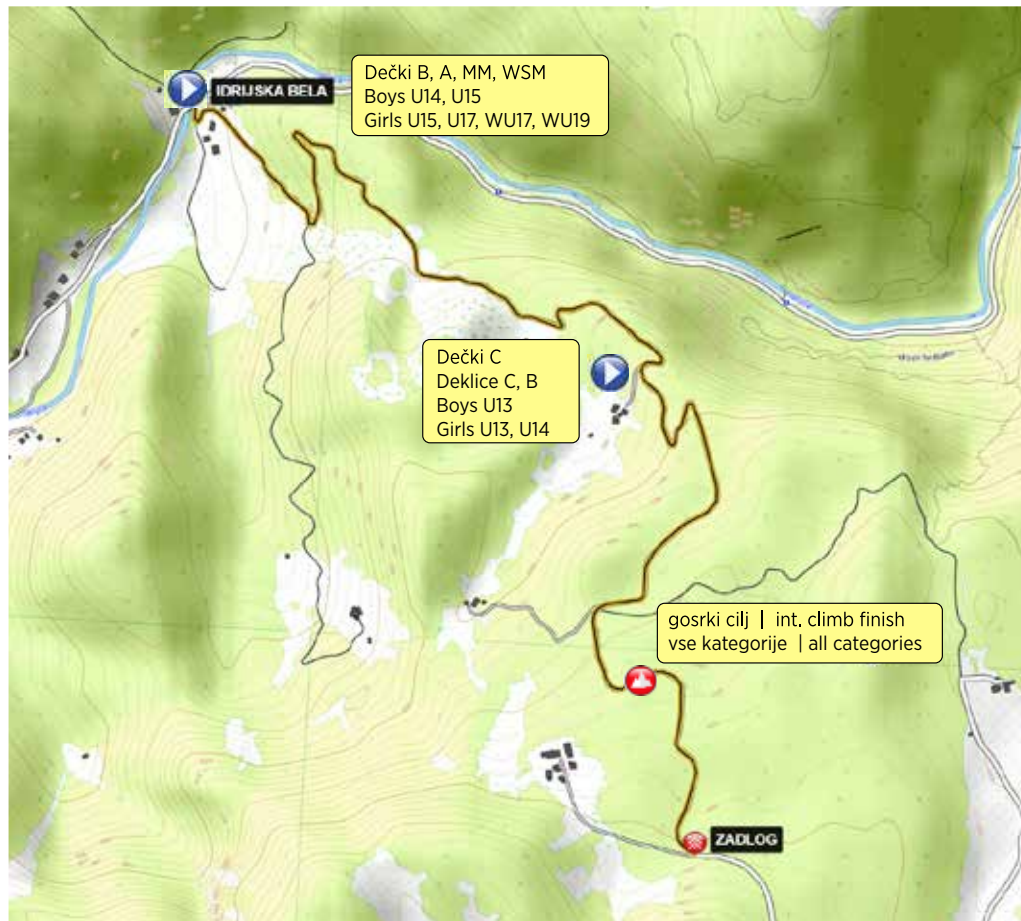 IDRIJSKA BELA
Dečki B, A, MM, WSM
Boys U14, U15
Girls U15, U17, WU17, WU19
Dečki C
Deklice C, B
Boys U13
Girls U13, U14
gosrki cilj | int. climb finish
vse kategorije | all categories
ZADLOG